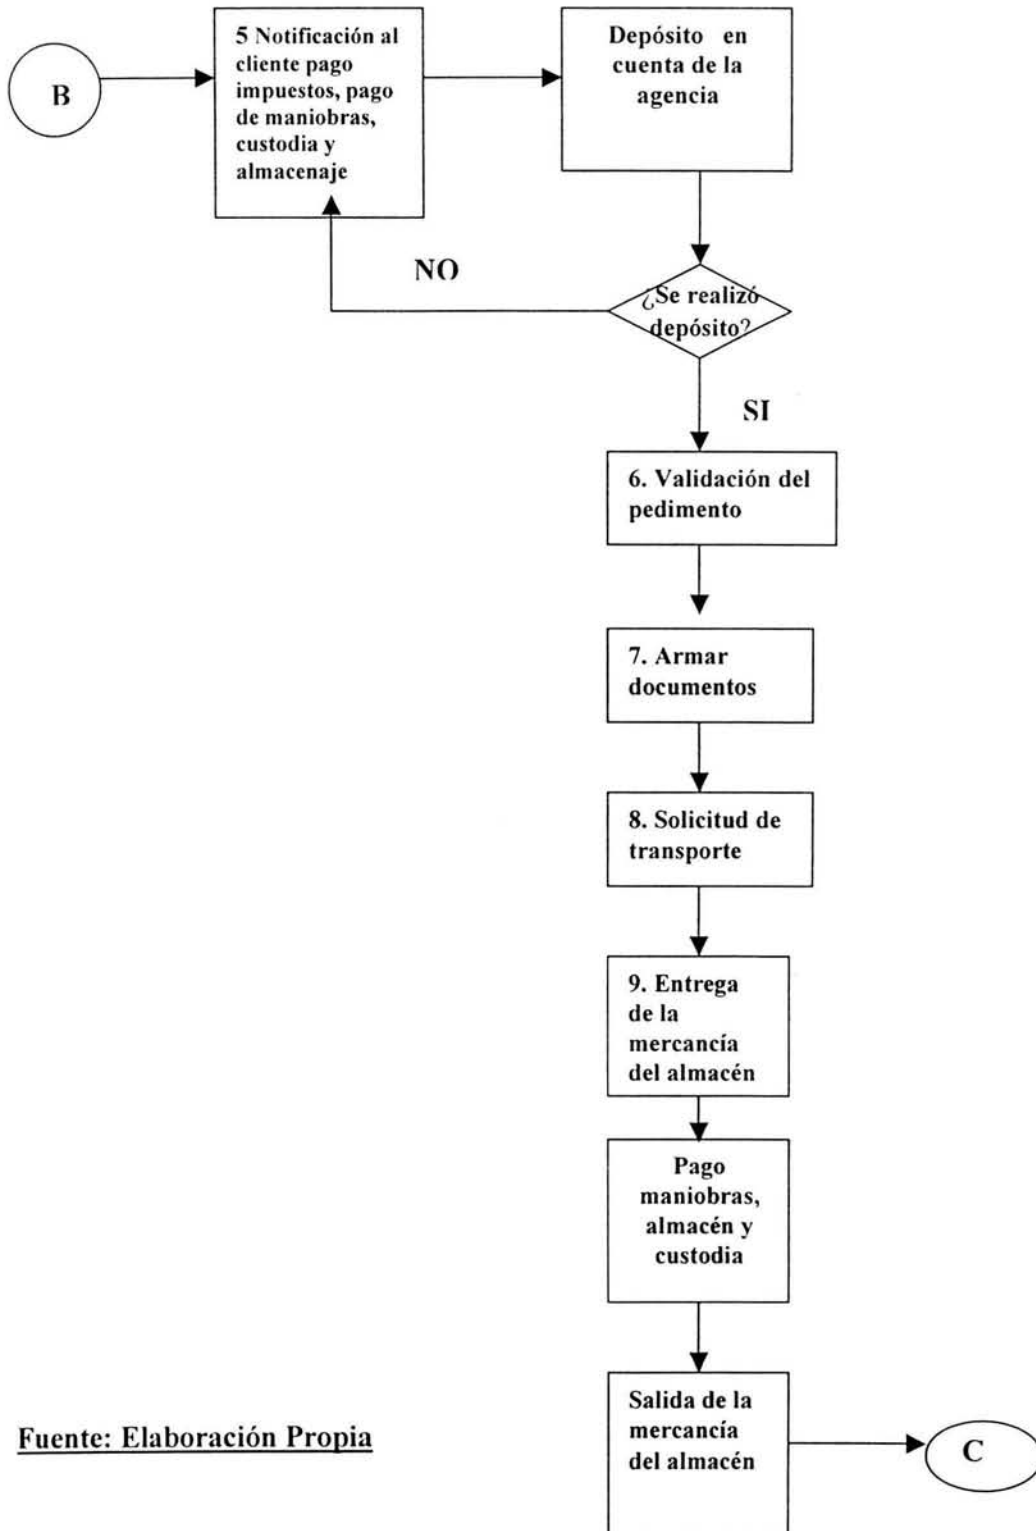 B
5 Notificación al
cliente pago
impuestos, pago
de maniobras,
custodia y
almacenaje
Depósito en
cuenta de la
agencia
NO
¿Se realizó
depósito?
SI
6. Validación del
pedimento
7. Armar
documentos
8. Solicitud de
transporte
9. Entrega
de la
mercancía
del almacén
Pago
maniobras,
almacén y
custodia
Salida de la
mercancía
del almacén
C
Fuente: Elaboración Propia